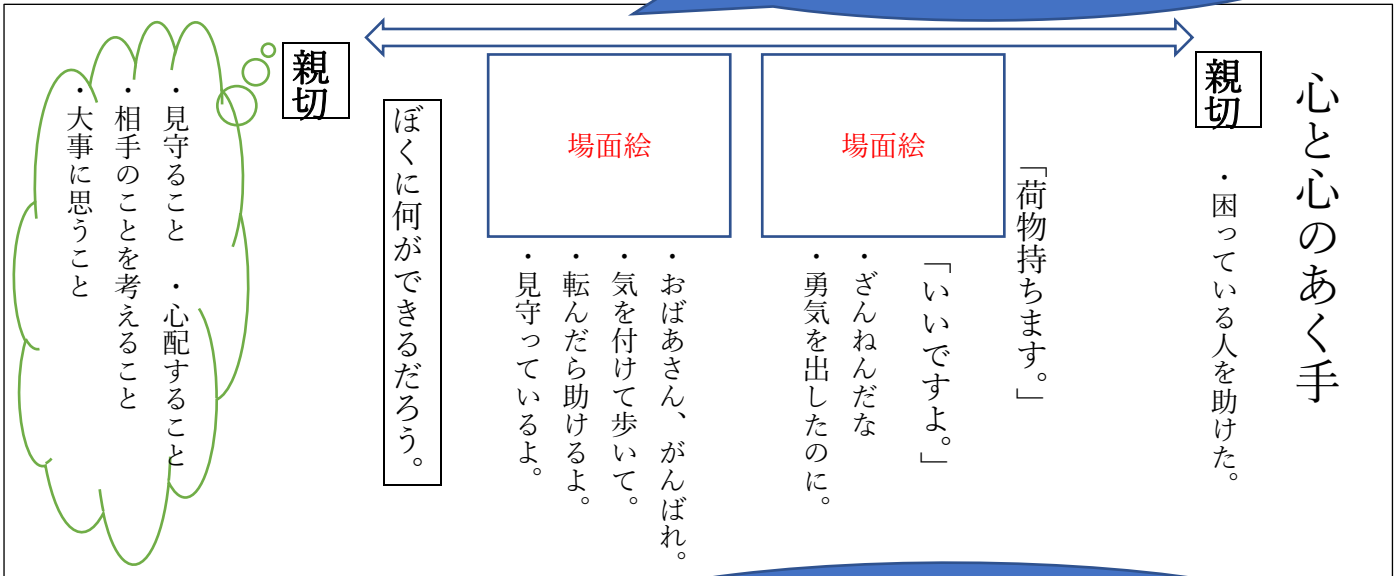 心と心のあく手
親切
・困っている人を助けた。
「荷物持ちます。」
場面絵
「いいですよ。」
・ざんねんだな
・勇気を出したのに。
場面絵
・おばあさん、がんばれ。
・気を付けて歩いて。
・転んだら助けるよ。
・見守っているよ。
ぼくに何ができるだろう。
親切
・見守ること　・心配すること
・相手のことを考えること
・大事に思うこと